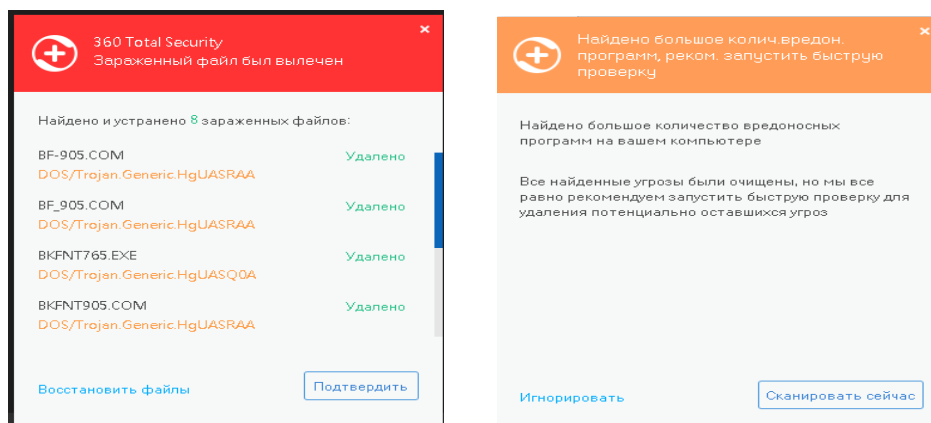 360 Total Security
Зараженный файл был вылечен
Найдено и устранено 8 зараженных файлов:
BF-905.COM
Удалено
DOS/Trojan.Generic.HgUASRAA
BF_905.COM
Удалено
DOS/Trojan.Generic.HgUASRAA
BKFNT765.EXE
Удалено
DOS/Trojan.Generic.HgUASQ0A
BKFNT905.COM
Удалено
DOS/Trojan.Generic.HgUASRAA
Восстановить файлы
Подтвердить
Найдено большое колич.вредон.
программ, реком. запустить быструю
проверку
Найдено большое количество вредоносных
программ на вашем компьютере
Все найденные угрозы были очищены, но мы все
равно рекомендуем запустить быструю проверку для
удаления потенциально оставшихся угроз
Игнорировать
Сканировать сейчас